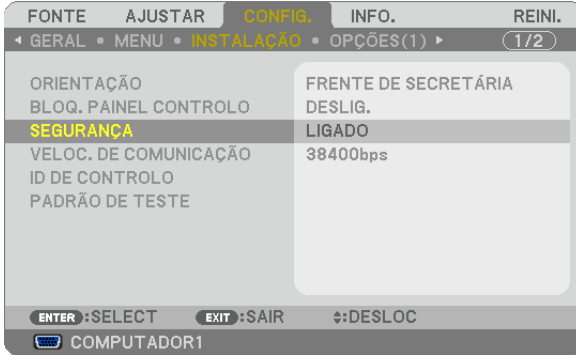 FONTE AJUSTAR CONFIG. INFO. REINI.
GERAL • MENU • INSTALAÇÃO • OPÇÕES(1) 1/2
ORIENTAÇÃO FRENTE DE SECRETÁRIA
BLOQ. PAINEL CONTROLO DESLIG.
SEGURANÇA LIGADO
VELOC. DE COMUNICAÇÃO 38400bps
ID DE CONTROLO
PADRÃO DE TESTE
ENTER :SELECT EXIT :SAIR :DESLOC
COMPUTADOR1